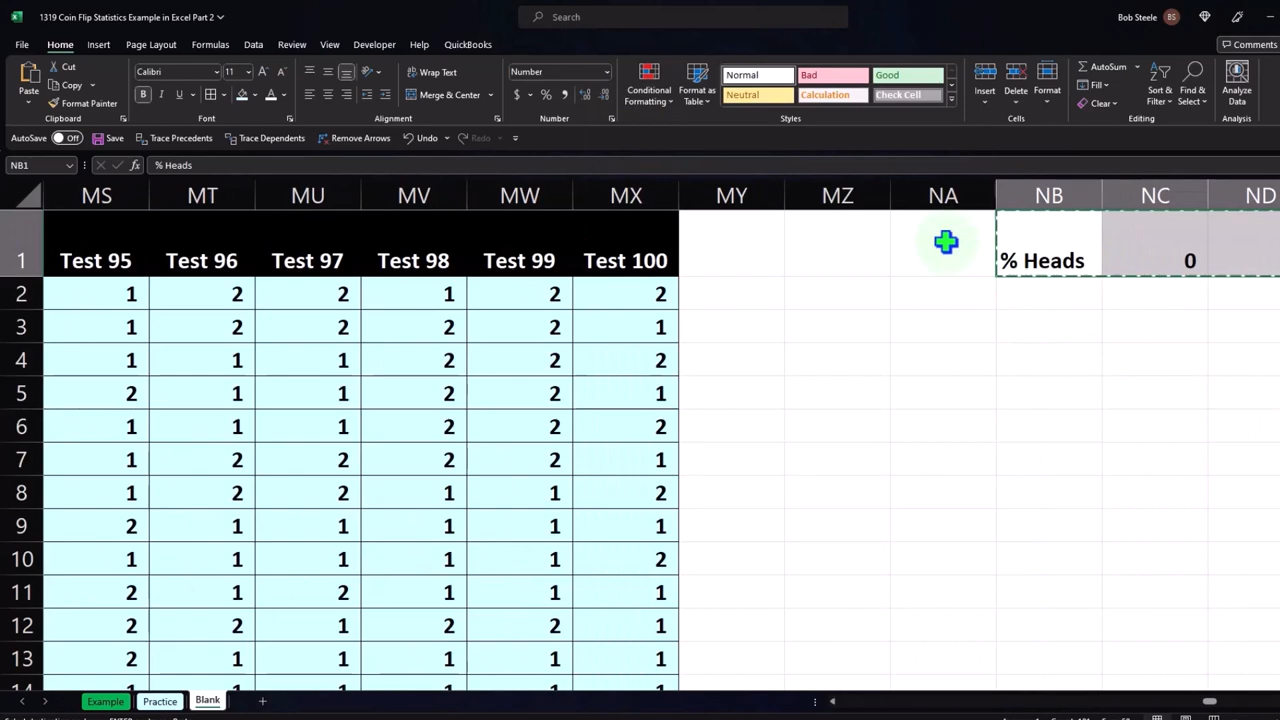 1319 Coin Flip Statistics Example in Excel Part 2
Search
Bob Steele BS
File Home Insert Page Layout Formulas Data Review View Developer Help QuickBooks Comments
Paste Cut Copy Format Painter Clipboard
Calibri 11 B I U Font
Wrap Text Merge & Center Alignment
Number $ % , Number
Conditional Formatting Format as Table Normal Bad Good Neutral Calculation Check Cell Styles
Insert Delete Format Cells
AutoSum Fill Clear Sort & Filter Find & Select Editing
Analyze Data Analysis
AutoSave Off Save Trace Precedents Trace Dependents Remove Arrows Undo Redo
NB1 fx % Heads
MS MT MU MV MW MX MY MZ NA NB NC ND
1 Test 95 Test 96 Test 97 Test 98 Test 99 Test 100 % Heads 0
2 1 2 2 1 2 2
3 1 2 2 2 2 1
4 1 1 1 2 2 2
5 2 1 1 2 2 1
6 1 1 1 2 2 2
7 1 2 2 2 2 1
8 1 2 2 1 1 2
9 2 1 1 1 1 1
10 1 1 1 1 1 2
11 2 1 2 1 1 1
12 2 2 1 2 2 1
13 2 1 1 1 1 1
14
Example Practice Blank